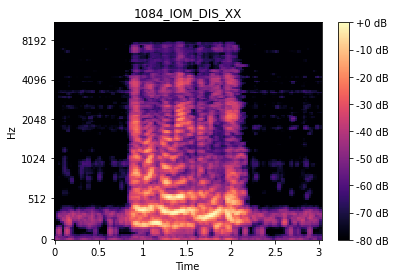 1084_IOM_DIS_XX
+0 dB
8192
-10 dB
4096
-20 dB
-30 dB
2048
Hz
-40 dB
1024
-50 dB
512
-60 dB
-70 dB
0
-80 dB
0 0.5 1 1.5 2 2.5 3
Time